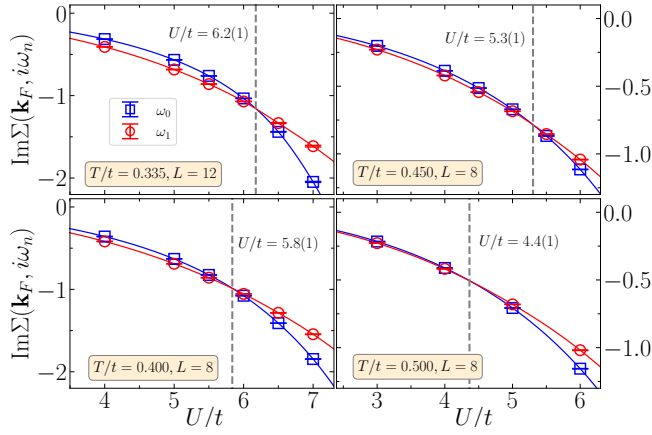 ImΣ(k_F, iω_n)
0
−1
−2
U/t = 6.2(1)
ω₀
ω₁
T/t = 0.335, L = 12
U/t = 5.3(1)
T/t = 0.450, L = 8
0.0
−0.5
−1.0
ImΣ(k_F, iω_n)
0
−1
−2
U/t = 5.8(1)
T/t = 0.400, L = 8
U/t = 4.4(1)
T/t = 0.500, L = 8
0.0
−0.5
−1.0
4 5 6 7
3 4 5 6
U/t
U/t